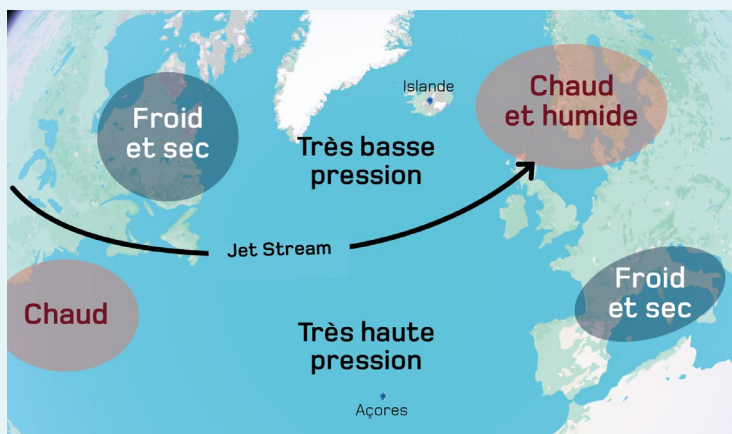 Islande
Chaud
et humide
Froid
et sec
Très basse
pression
Jet Stream
Froid
et sec
Chaud
Très haute
pression
Açores